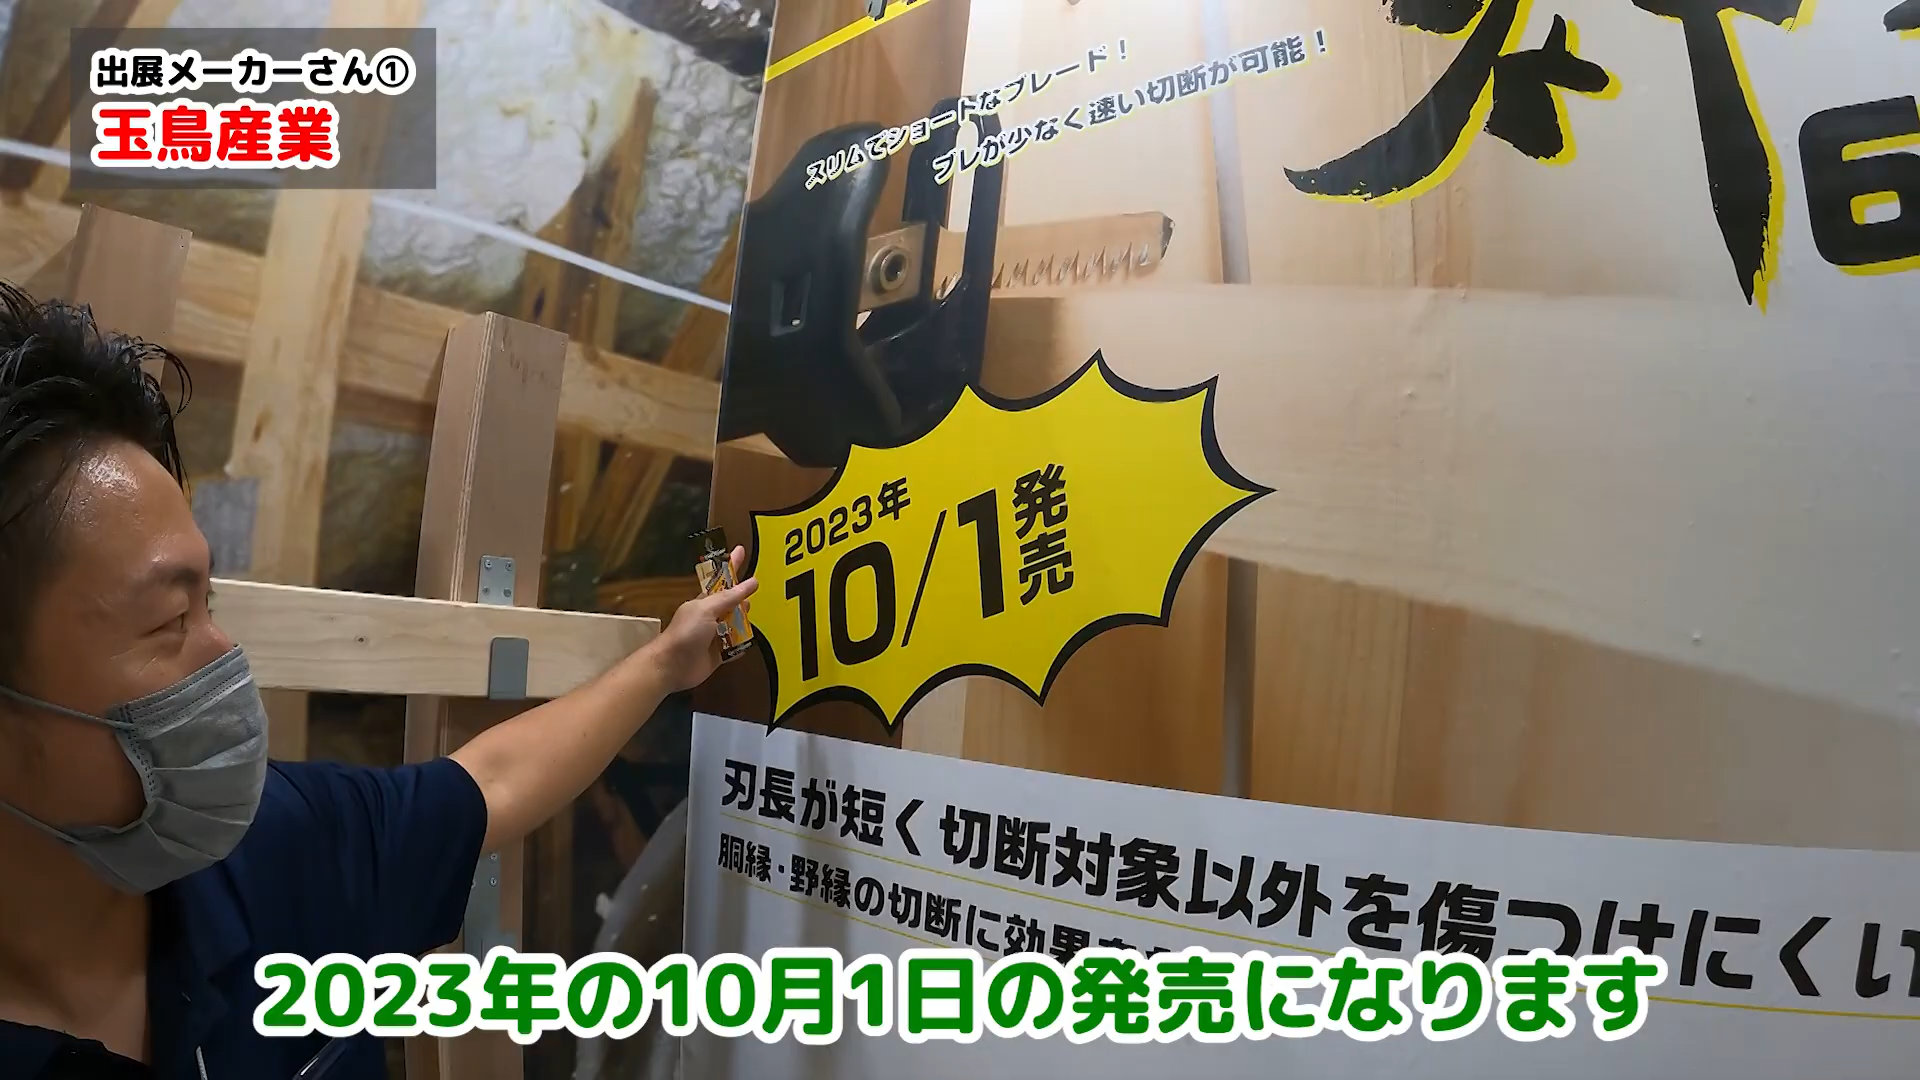 出展メーカーさん①
玉鳥産業
スリムでショートなブレード！
ブレが少なく速い切断が可能！
6
2023年
10/1発売
刃長が短く切断対象以外を傷つけにくい
胴縁・野縁の切断に効果
2023年の10月1日の発売になります